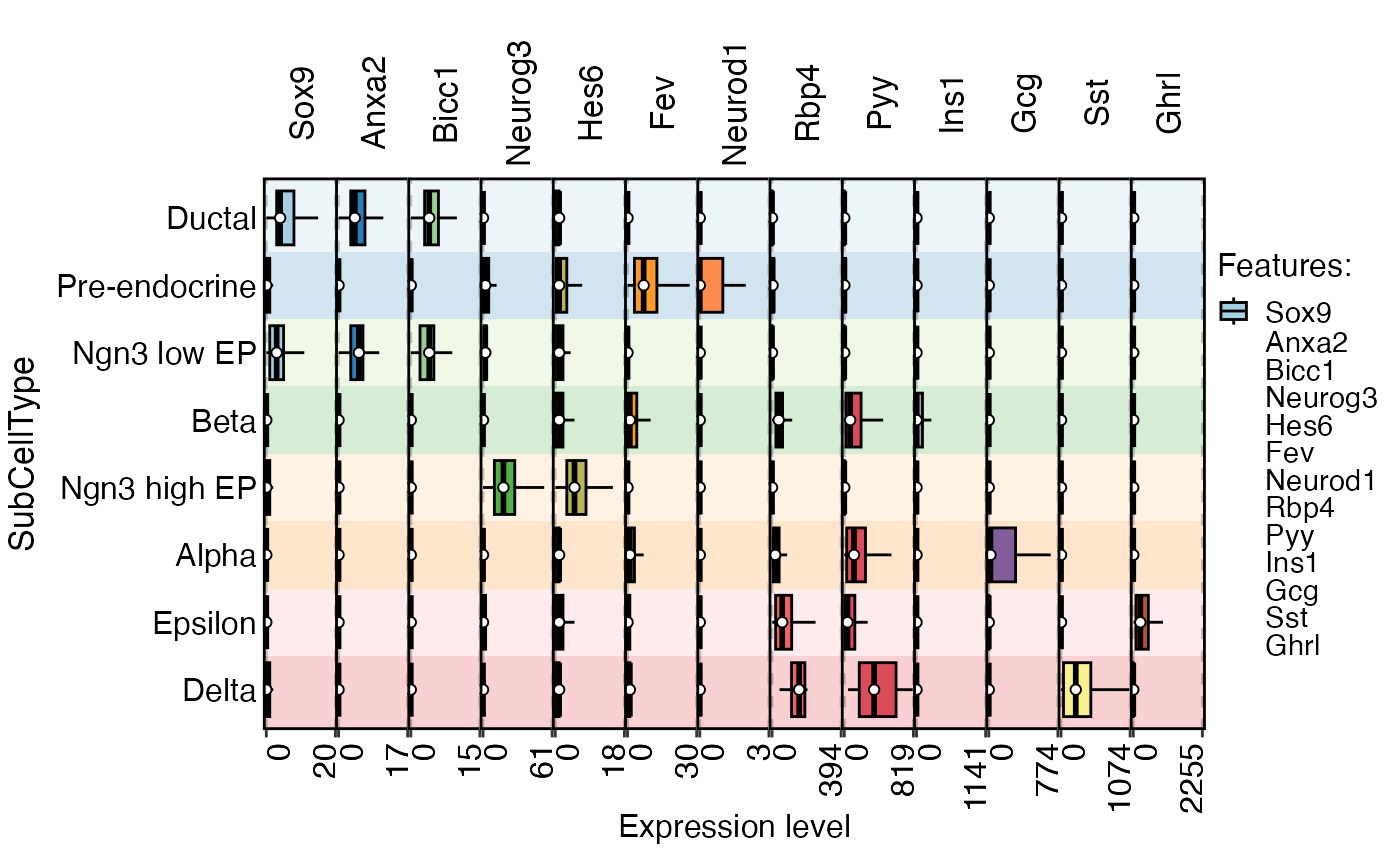 Sox9
Anxa2
Bicc1
Neurog3
Hes6
Fev
Neurod1
Rbp4
Pyy
Ins1
Gcg
Sst
Ghrl
SubCellType
Ductal
Pre-endocrine
Ngn3 low EP
Beta
Ngn3 high EP
Alpha
Epsilon
Delta
0
20
0
17
0
15
0
61
0
18
0
30
0
3
0
394
0
819
0
1141
0
774
0
1074
0
2255
Expression level
Features:
Sox9
Anxa2
Bicc1
Neurog3
Hes6
Fev
Neurod1
Rbp4
Pyy
Ins1
Gcg
Sst
Ghrl